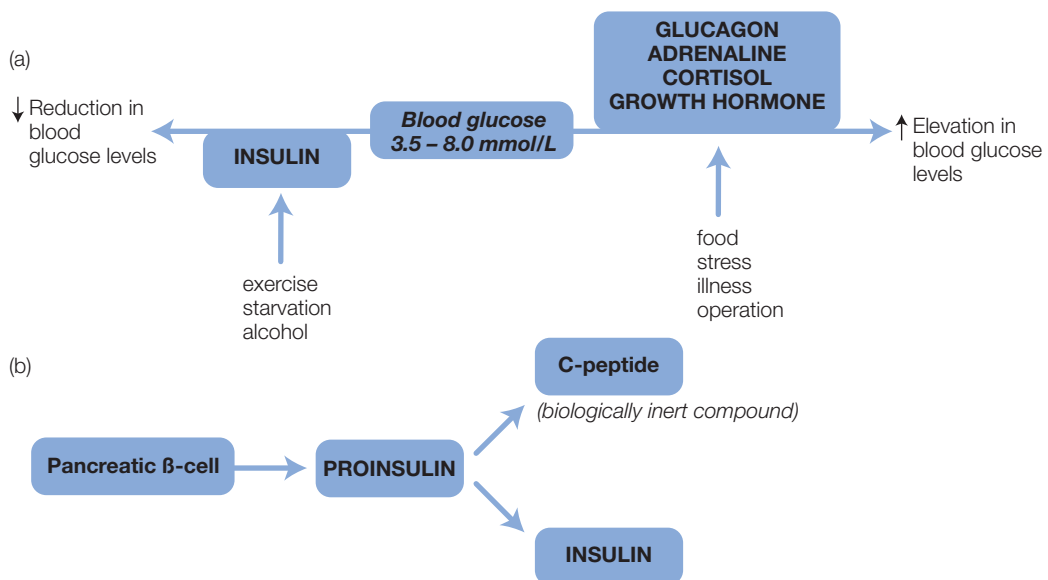 (a)
GLUCAGON
ADRENALINE
CORTISOL
GROWTH HORMONE
↓ Reduction in
blood
glucose levels
INSULIN
Blood glucose
3.5 – 8.0 mmol/L
↑ Elevation in
blood glucose
levels
exercise
starvation
alcohol
food
stress
illness
operation
(b)
C-peptide
(biologically inert compound)
Pancreatic ß-cell
PROINSULIN
INSULIN